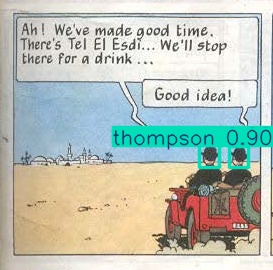 Ah! We've made good time.
There's Tel El Esdi... We'll stop
there for a drink ...
Good idea!
thompson 0.90